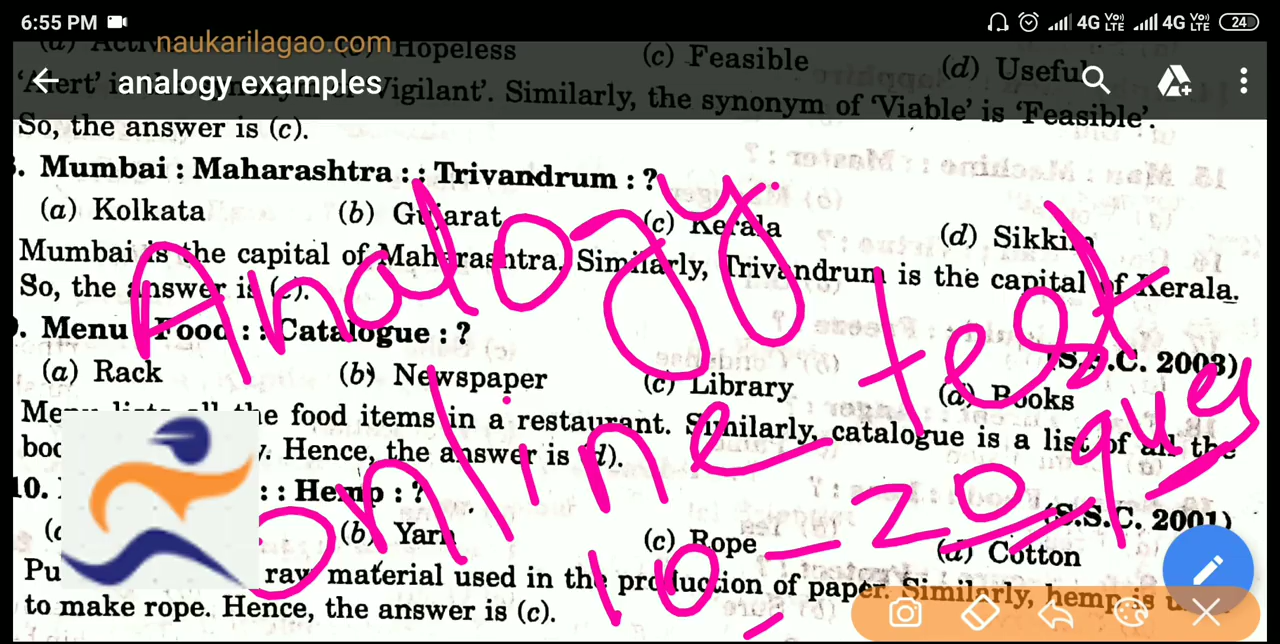 6:55 PM 4G 4G 24
naukarilagao.com
Hopeless (c) Feasible (d) Useful
analogy examples
Vigilant'. Similarly, the synonym of 'Viable' is 'Feasible'.
So, the answer is (c).
Mumbai : Maharashtra : : Trivandrum : ?
(a) Kolkata (b) Gujarat (c) Kerala (d) Sikkim
Mumbai is the capital of Maharashtra. Similarly, Trivandrum is the capital of Kerala.
So, the answer is (c).
Analogy test
9. Menu : Food : : Catalogue : ?
(S.S.C. 2003)
(a) Rack (b) Newspaper (c) Library (d) Books
Menu lists all the food items in a restaurant. Similarly, catalogue is a list of all the
Hence, the answer is (d).
online 10 - 20 ques
10. : : Hemp : ?
(S.S.C. 2001)
(b) Yarn (c) Rope (d) Cotton
raw material used in the production of paper. Similarly, hemp is
to make rope. Hence, the answer is (c).